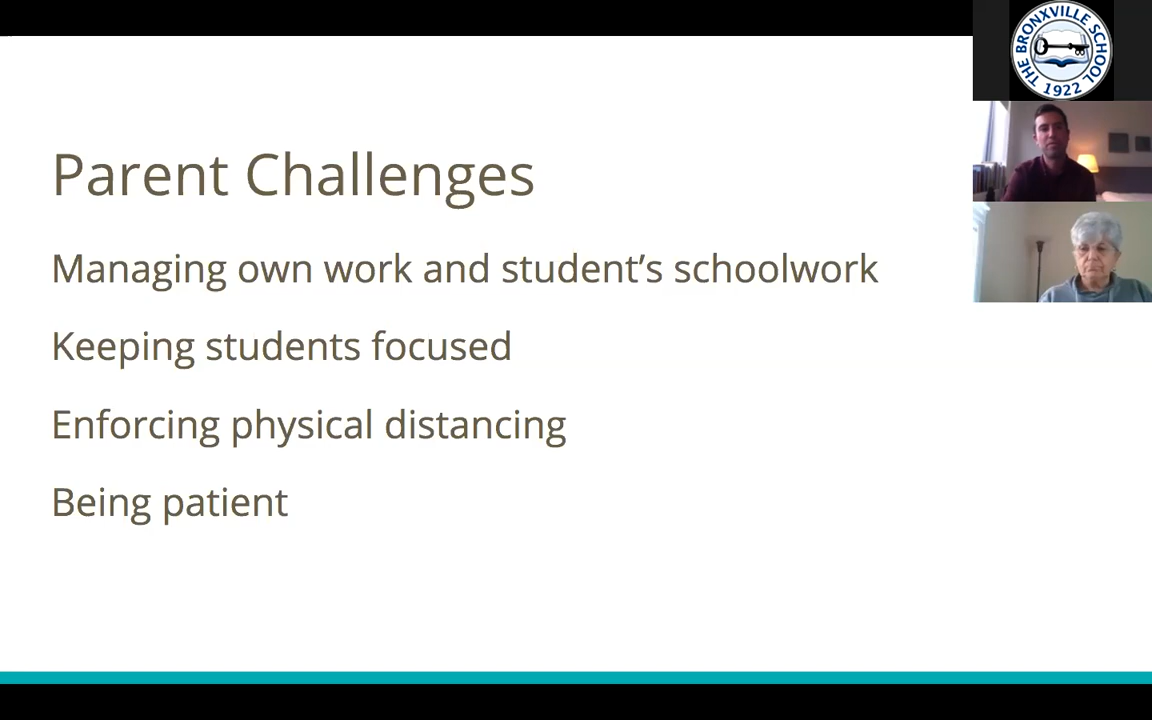 Parent Challenges
Managing own work and student’s schoolwork
Keeping students focused
Enforcing physical distancing
Being patient
THE BRONXVILLE SCHOOL
1922